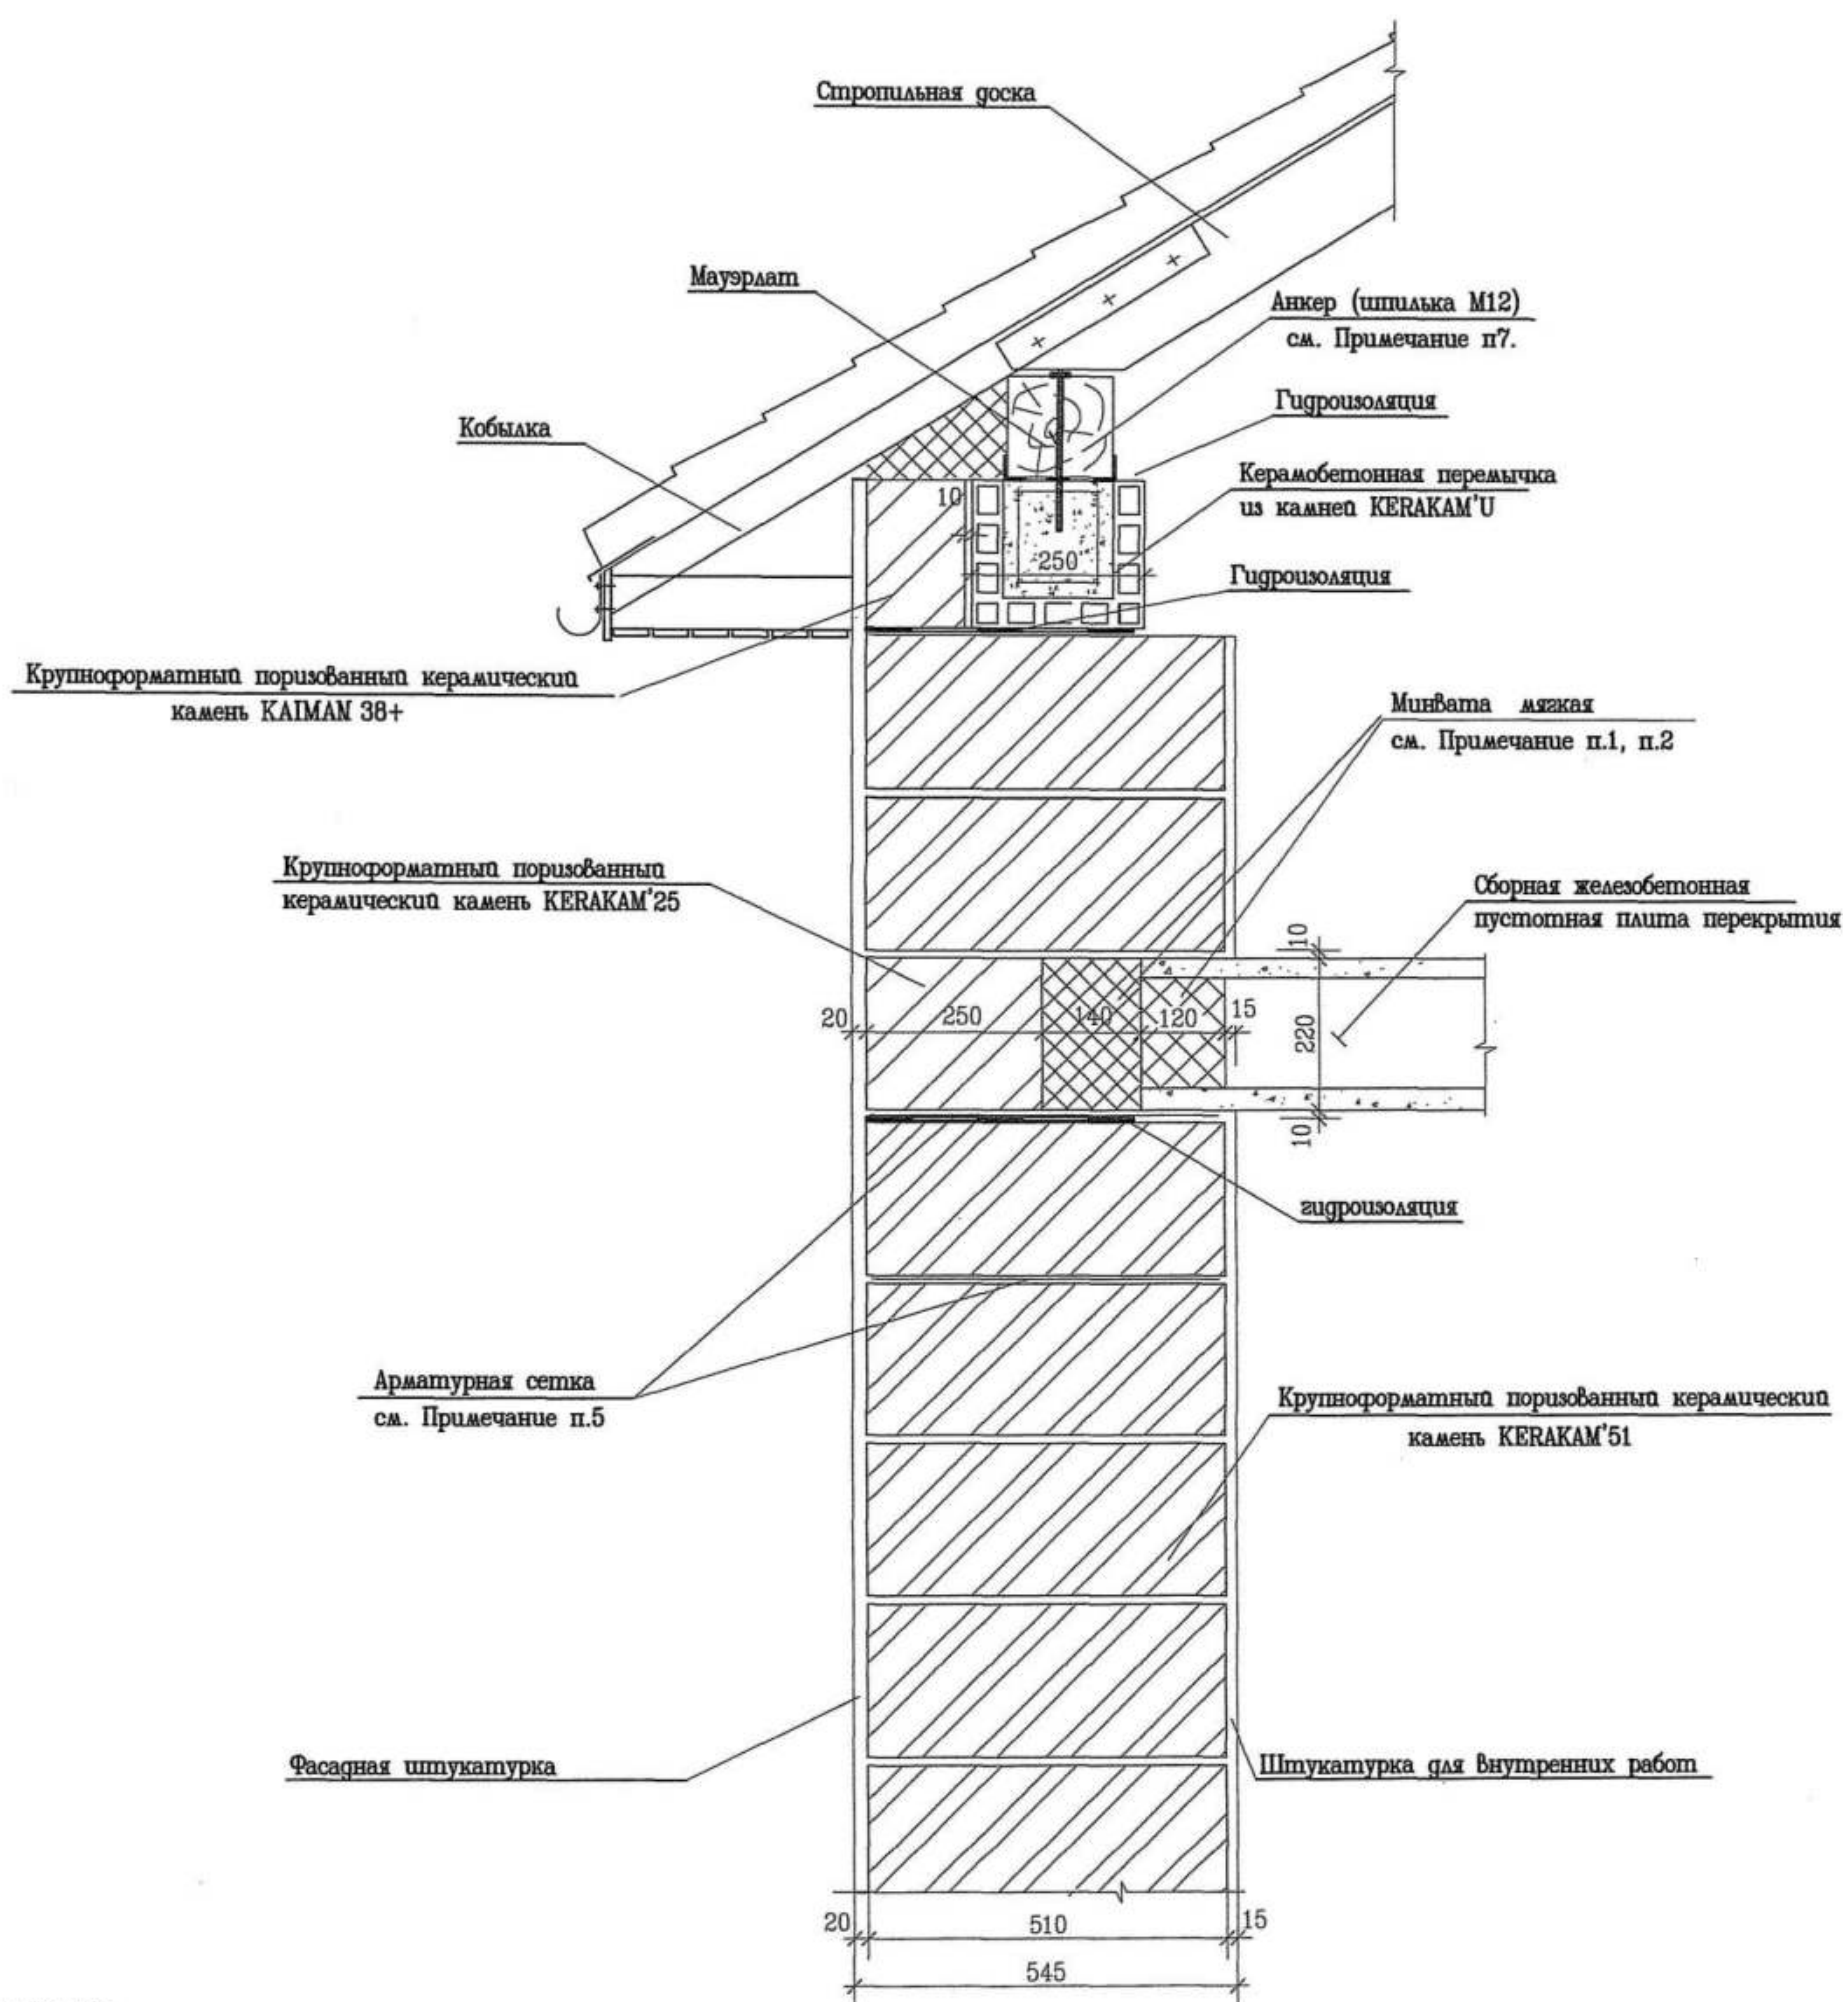 Стропильная доска
Мауэрлат
Анкер (шпилька М12)
см. Примечание п7.
Гидроизоляция
Кобылка
Керамобетонная перемычка
из камней KERAKAM'U
10
250
Гидроизоляция
Крупноформатный поризованный керамический
камень KAIMAN 38+
Минвата мягкая
см. Примечание п.1, п.2
Крупноформатный поризованный
керамический камень KERAKAM'25
Сборная железобетонная
пустотная плита перекрытия
10
20
250
140
120
15
220
10
гидроизоляция
Арматурная сетка
см. Примечание п.5
Крупноформатный поризованный керамический
камень KERAKAM'51
Фасадная штукатурка
Штукатурка для внутренних работ
20
510
15
545